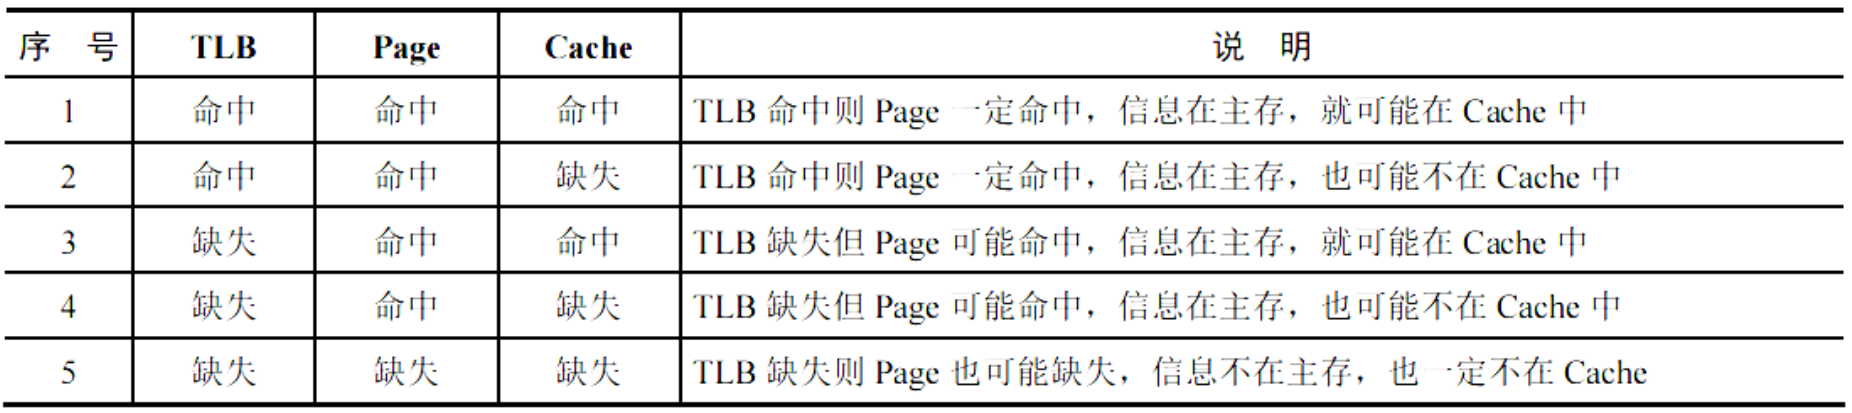 序 号 TLB Page Cache 说 明
1 命中 命中 命中 TLB 命中则 Page 一定命中，信息在主存，就可能在 Cache 中
2 命中 命中 缺失 TLB 命中则 Page 一定命中，信息在主存，也可能不在 Cache 中
3 缺失 命中 命中 TLB 缺失但 Page 可能命中，信息在主存，就可能在 Cache 中
4 缺失 命中 缺失 TLB 缺失但 Page 可能命中，信息在主存，也可能不在 Cache 中
5 缺失 缺失 缺失 TLB 缺失则 Page 也可能缺失，信息不在主存，也一定不在 Cache